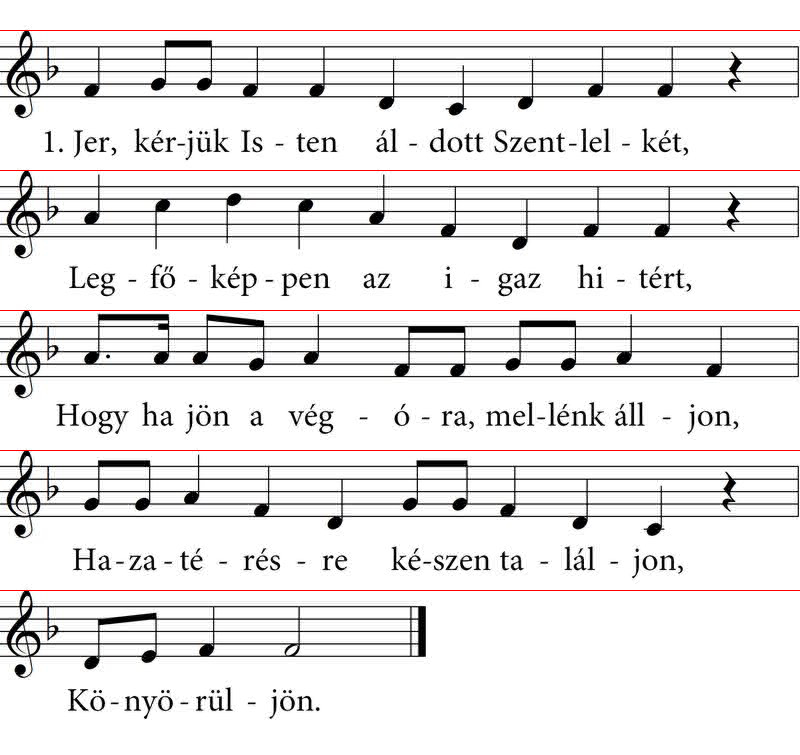 1. Jer, kér-jük Is - ten ál - dott Szent-lel - két,
Leg - fő - kép - pen az i - gaz hi - tért,
Hogy ha jön a vég - ó - ra, mel-lénk áll - jon,
Ha-za - té - rés - re ké-szen ta - lál - jon,
Kö - nyö - rül - jön.